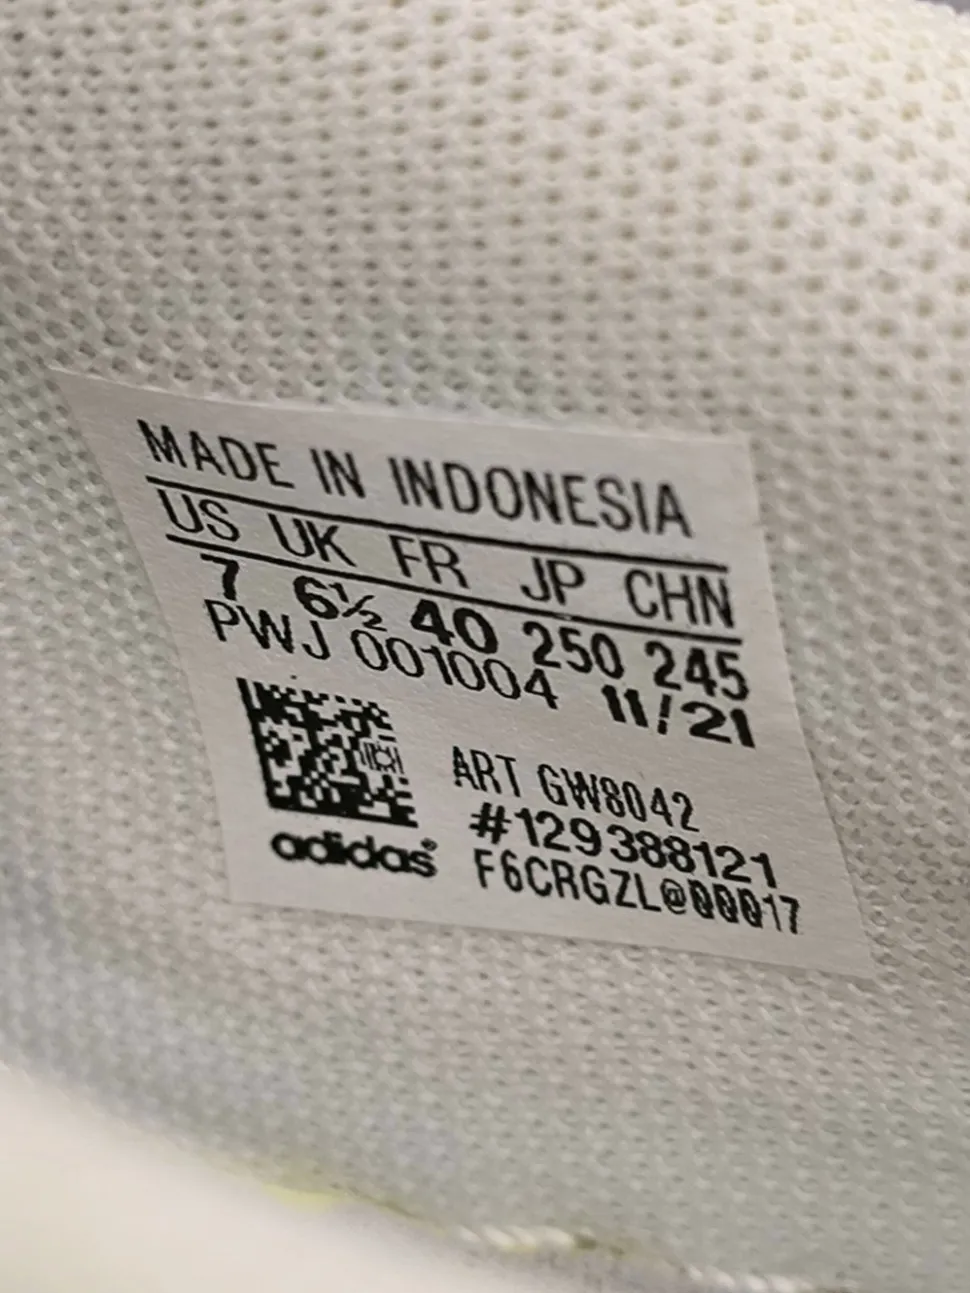 MADE IN INDONESIA
US UK FR JP CHN
7 6½ 40 250 245
PWJ 001004 11/21
ART GW8042
#129388121
adidas® F6CRGZL@00017